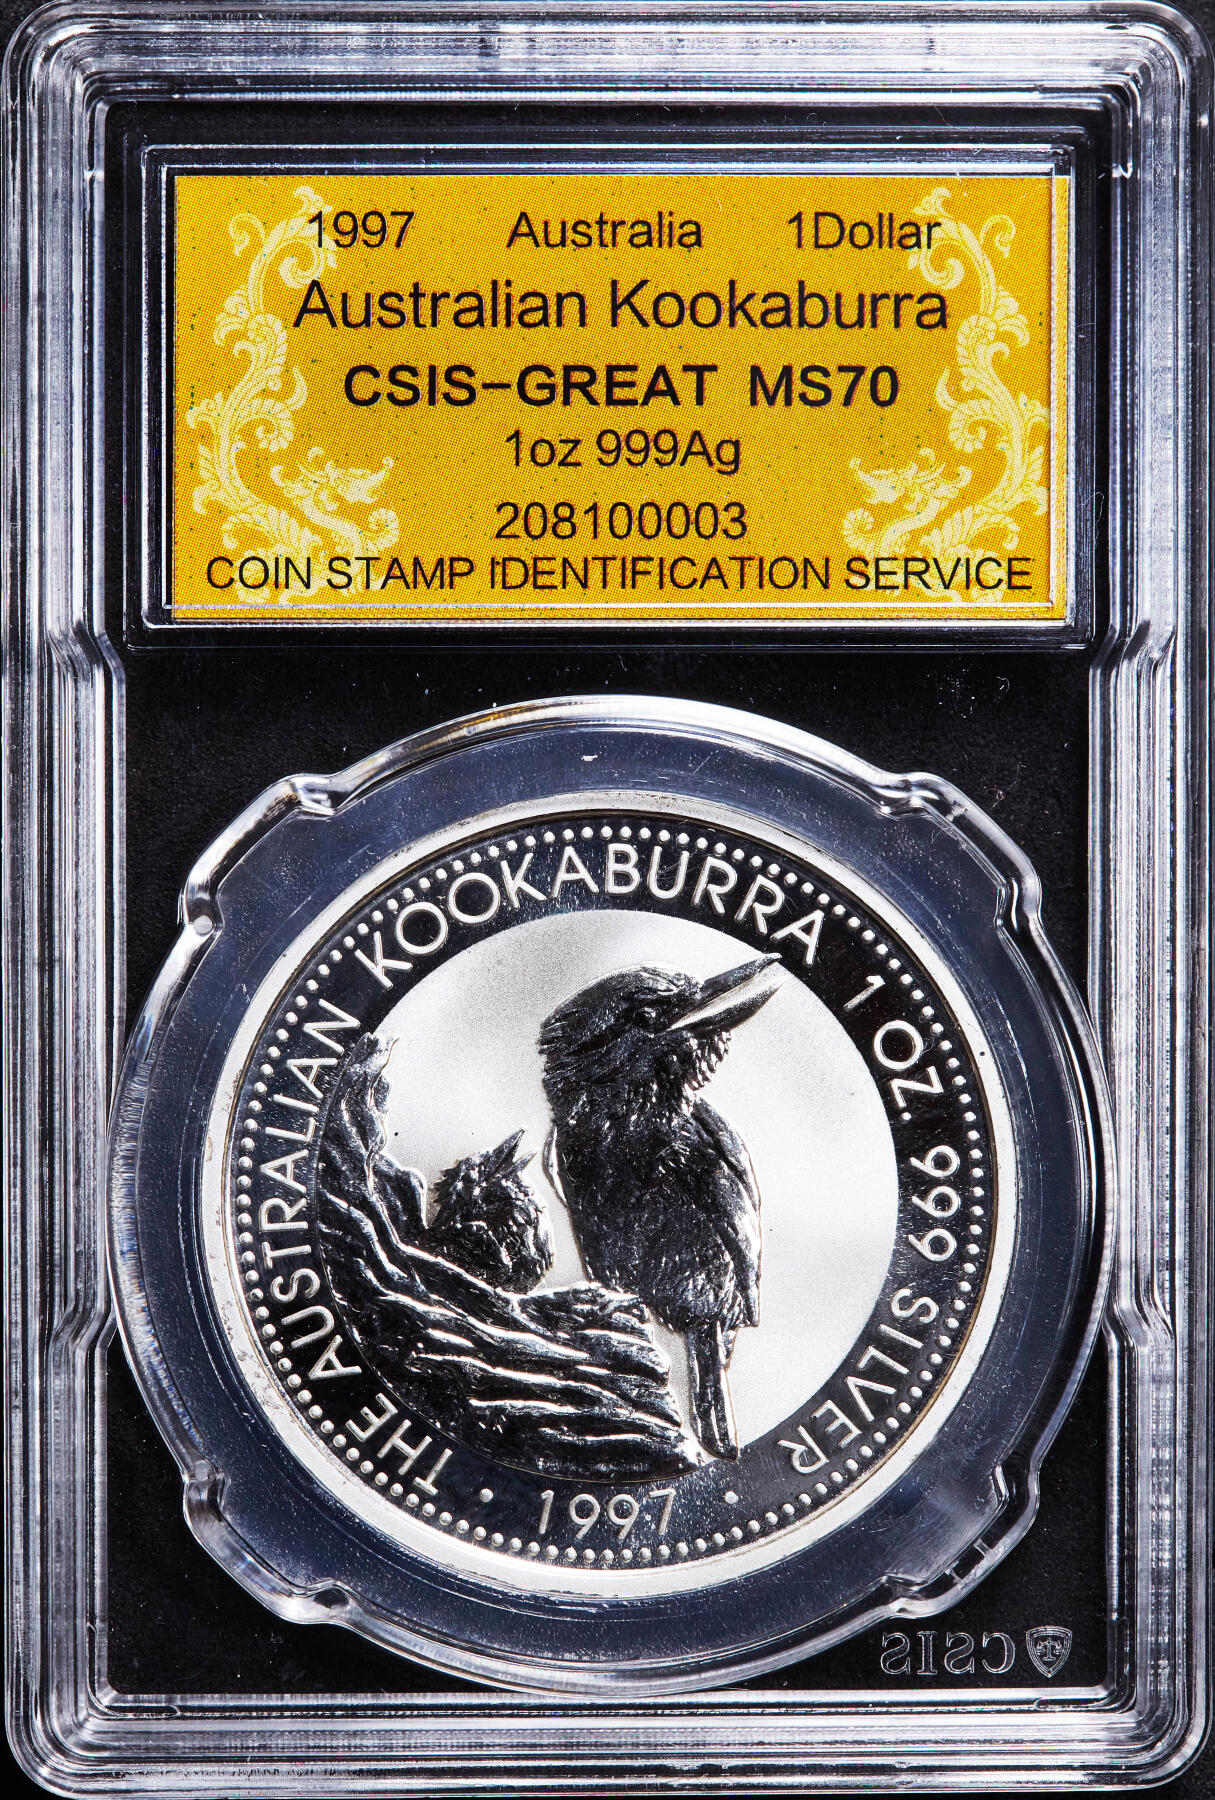 1997 Australia 1Dollar
Australian Kookaburra
CSIS-GREAT MS70
1oz 999Ag
208100003
COIN STAMP IDENTIFICATION SERVICE
THE AUSTRALIAN KOOKABURRA 1 OZ. 999 SILVER
· 1997 ·
CSIS